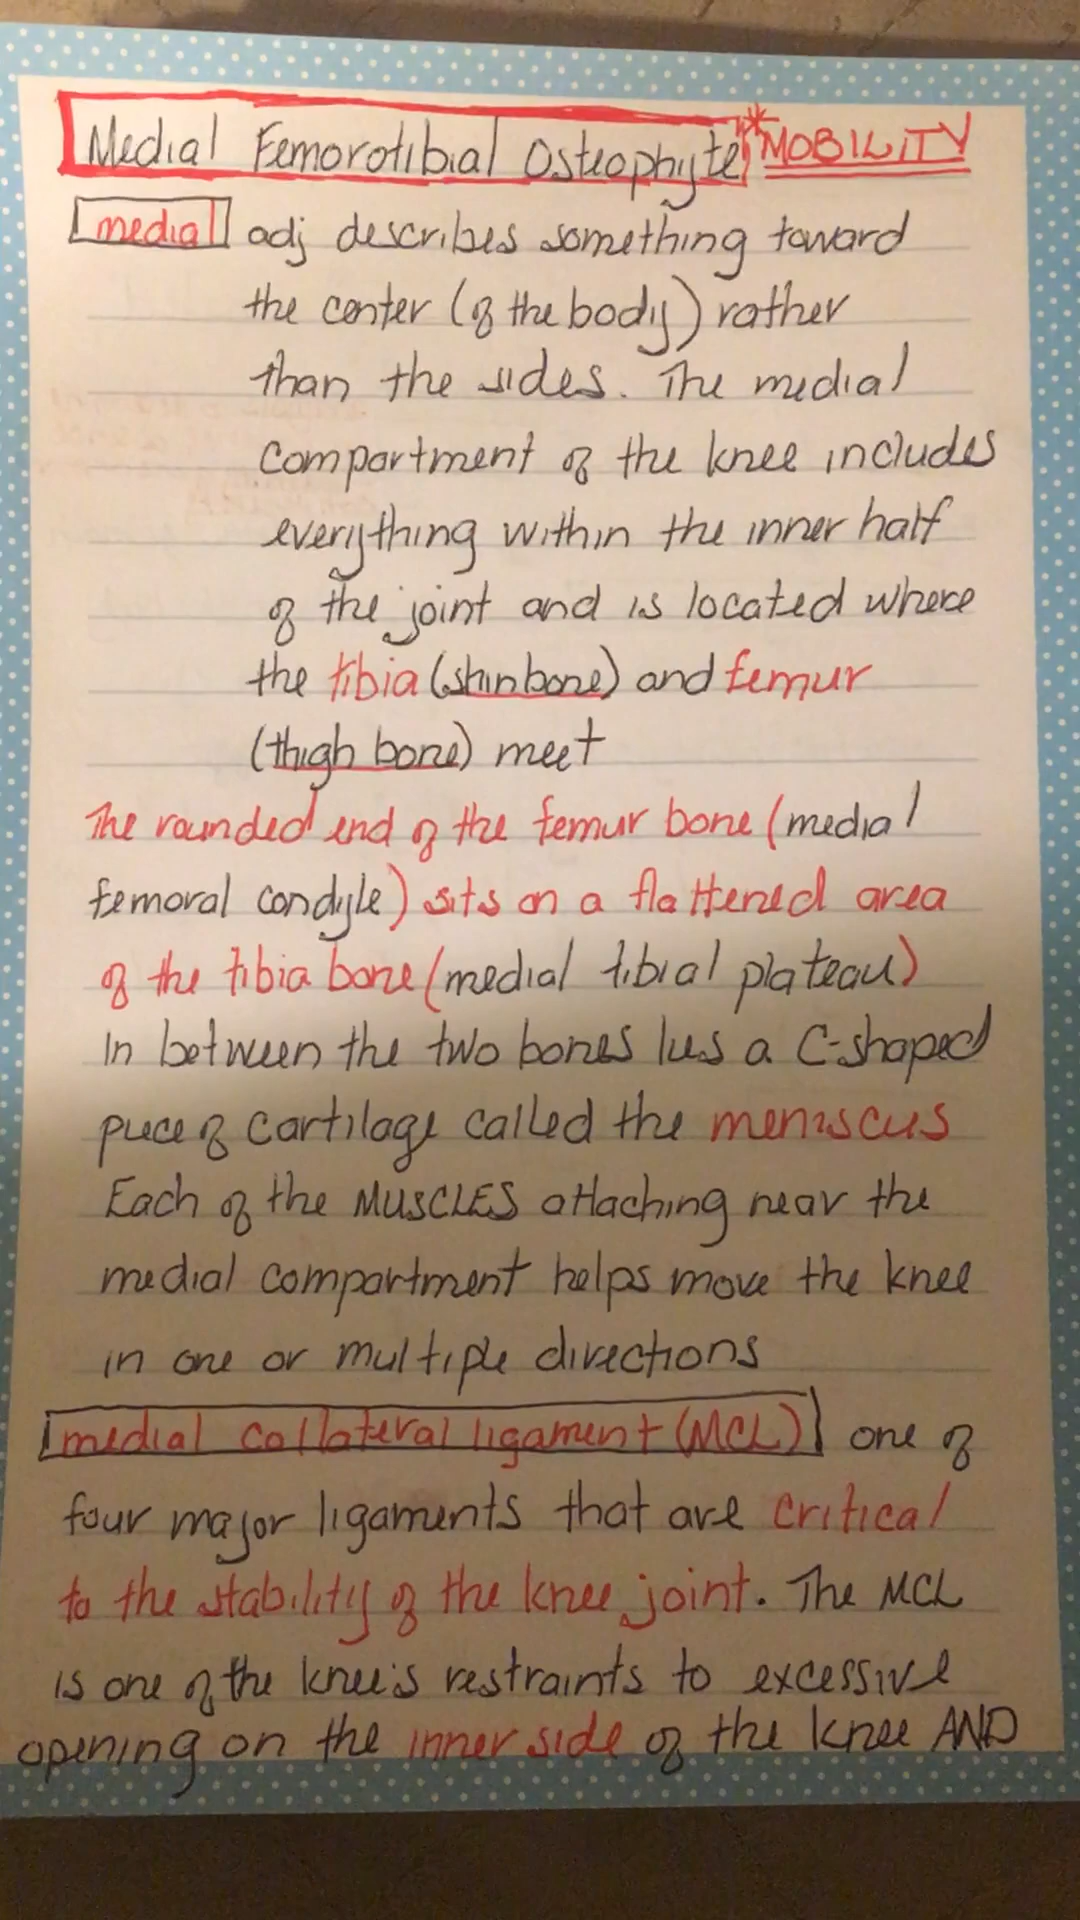 Medial Femorotibial Osteophyte *MOBILITY
medial adj describes something toward
the center (of the body) rather
than the sides. The medial
compartment of the knee includes
everything within the inner half
of the joint and is located where
the tibia (shinbone) and femur
(thigh bone) meet
The rounded end of the femur bone (medial
femoral condyle) sits on a flattened area
of the tibia bone (medial tibial plateau)
In between the two bones lies a C-shaped
piece of cartilage called the meniscus
Each of the MUSCLES attaching near the
medial compartment helps move the knee
in one or multiple directions
medial collateral ligament (MCL) one of
four major ligaments that are critical
to the stability of the knee joint. The MCL
is one of the knee's restraints to excessive
opening on the inner side of the knee AND